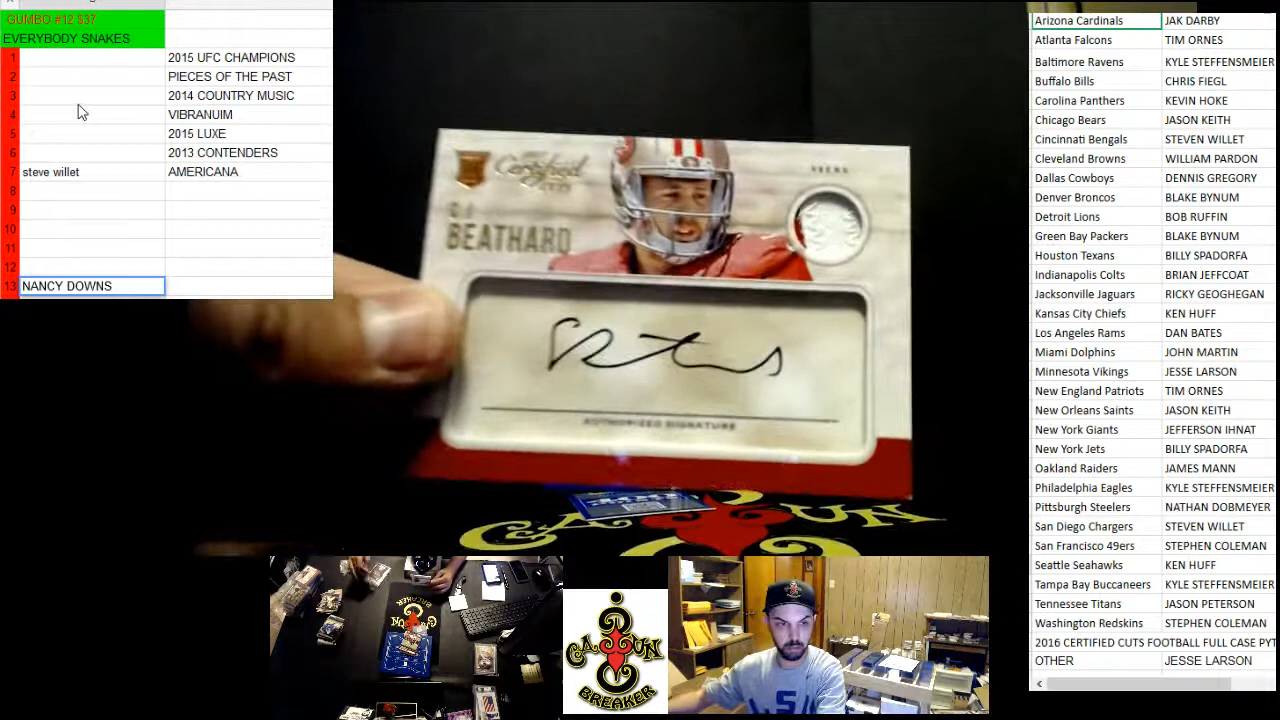 GUMBO #12 $37
EVERYBODY SNAKES
1 2015 UFC CHAMPIONS
2 PIECES OF THE PAST
3 2014 COUNTRY MUSIC
4 VIBRANUIM
5 2015 LUXE
6 2013 CONTENDERS
7 steve willet AMERICANA
8
9
10
11
12
13 NANCY DOWNS
Certified
49ERS
BEATHARD
AUTHORIZED SIGNATURE
CAJUN
CAJUN
BREAKER
Arizona Cardinals JAK DARBY
Atlanta Falcons TIM ORNES
Baltimore Ravens KYLE STEFFENSMEIER
Buffalo Bills CHRIS FIEGL
Carolina Panthers KEVIN HOKE
Chicago Bears JASON KEITH
Cincinnati Bengals STEVEN WILLET
Cleveland Browns WILLIAM PARDON
Dallas Cowboys DENNIS GREGORY
Denver Broncos BLAKE BYNUM
Detroit Lions BOB RUFFIN
Green Bay Packers BLAKE BYNUM
Houston Texans BILLY SPADORFA
Indianapolis Colts BRIAN JEFFCOAT
Jacksonville Jaguars RICKY GEOGHEGAN
Kansas City Chiefs KEN HUFF
Los Angeles Rams DAN BATES
Miami Dolphins JOHN MARTIN
Minnesota Vikings JESSE LARSON
New England Patriots TIM ORNES
New Orleans Saints JASON KEITH
New York Giants JEFFERSON IHNAT
New York Jets BILLY SPADORFA
Oakland Raiders JAMES MANN
Philadelphia Eagles KYLE STEFFENSMEIER
Pittsburgh Steelers NATHAN DOBMEYER
San Diego Chargers STEVEN WILLET
San Francisco 49ers STEPHEN COLEMAN
Seattle Seahawks KEN HUFF
Tampa Bay Buccaneers KYLE STEFFENSMEIER
Tennessee Titans JASON PETERSON
Washington Redskins STEPHEN COLEMAN
2016 CERTIFIED CUTS FOOTBALL FULL CASE PYT
OTHER JESSE LARSON